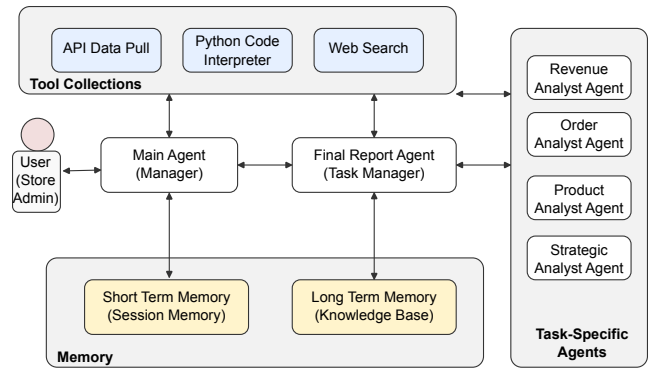 API Data Pull
Python Code
Interpreter
Web Search
Tool Collections
User
(Store
Admin)
Main Agent
(Manager)
Final Report Agent
(Task Manager)
Short Term Memory
(Session Memory)
Long Term Memory
(Knowledge Base)
Memory
Revenue
Analyst Agent
Order
Analyst Agent
Product
Analyst Agent
Strategic
Analyst Agent
Task-Specific
Agents